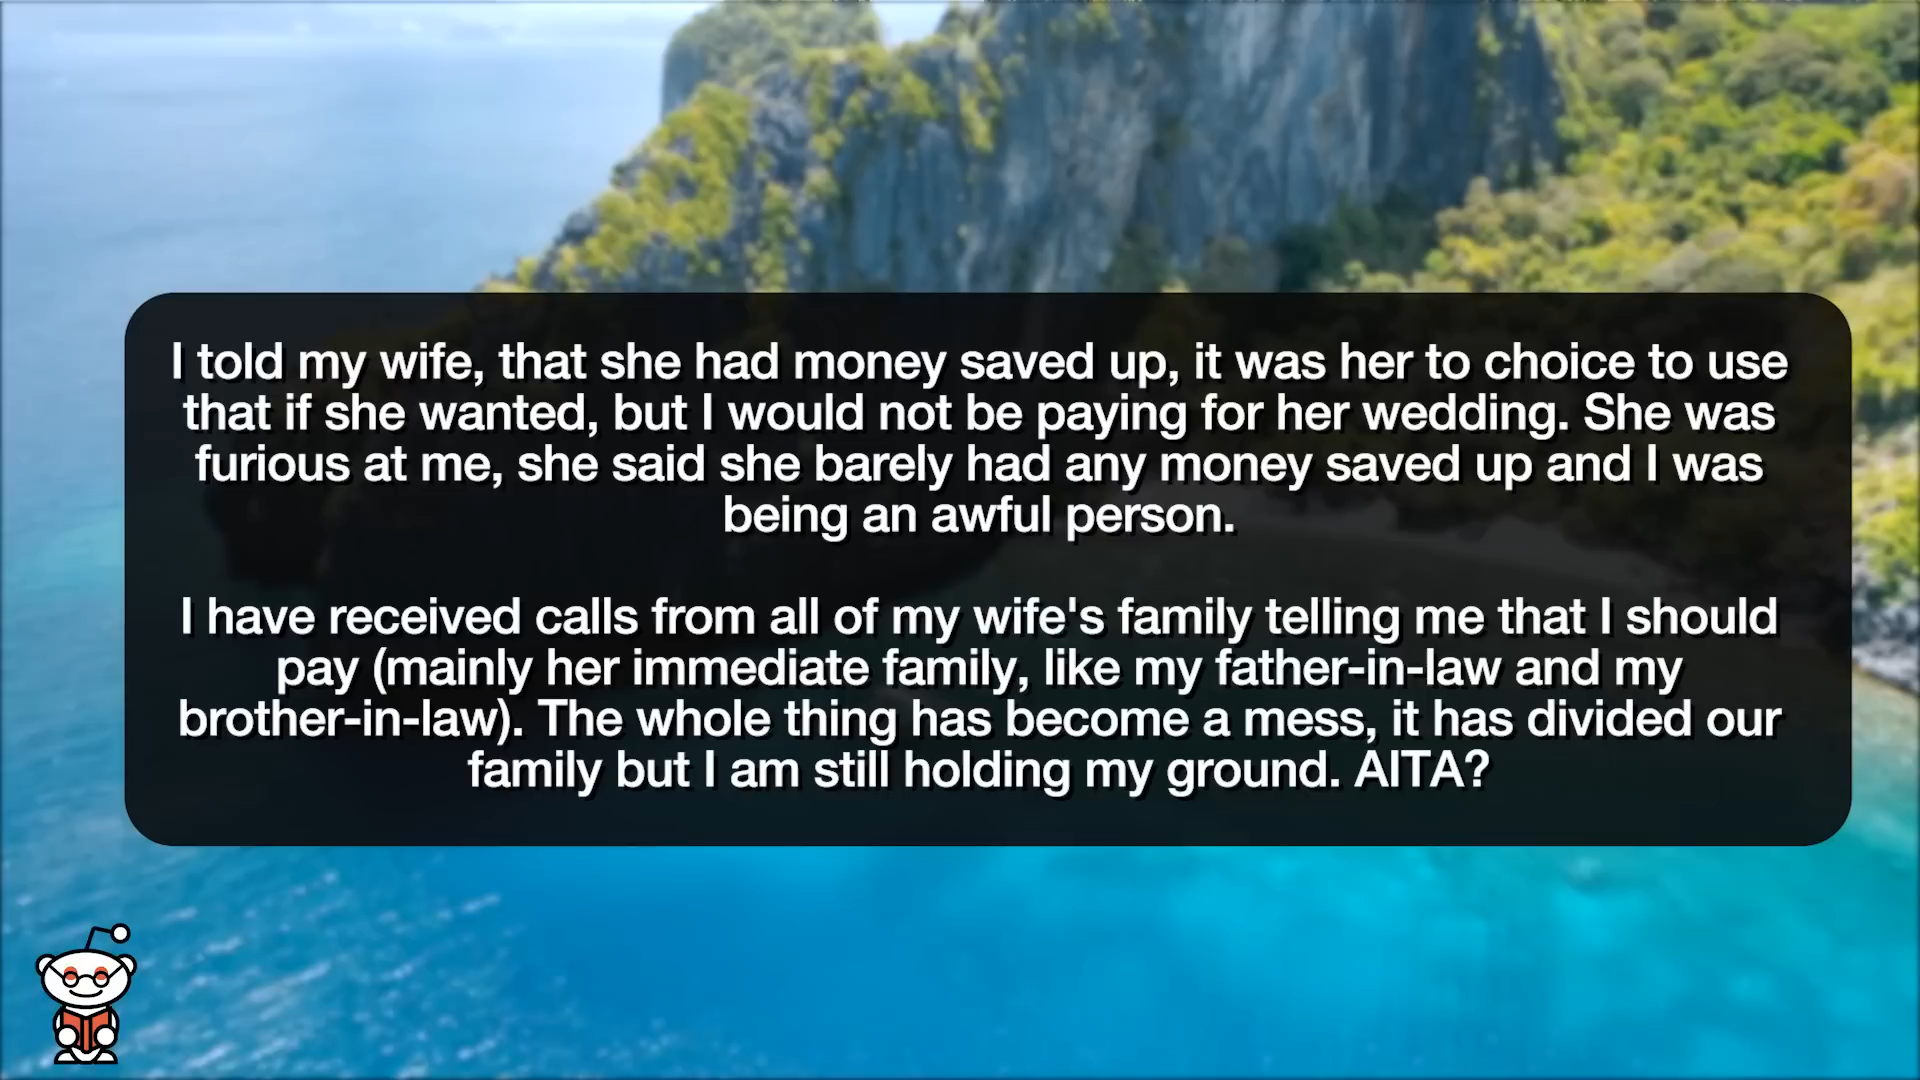 I told my wife, that she had money saved up, it was her to choice to use
that if she wanted, but I would not be paying for her wedding. She was
furious at me, she said she barely had any money saved up and I was
being an awful person.
I have received calls from all of my wife's family telling me that I should
pay (mainly her immediate family, like my father-in-law and my
brother-in-law). The whole thing has become a mess, it has divided our
family but I am still holding my ground. AITA?